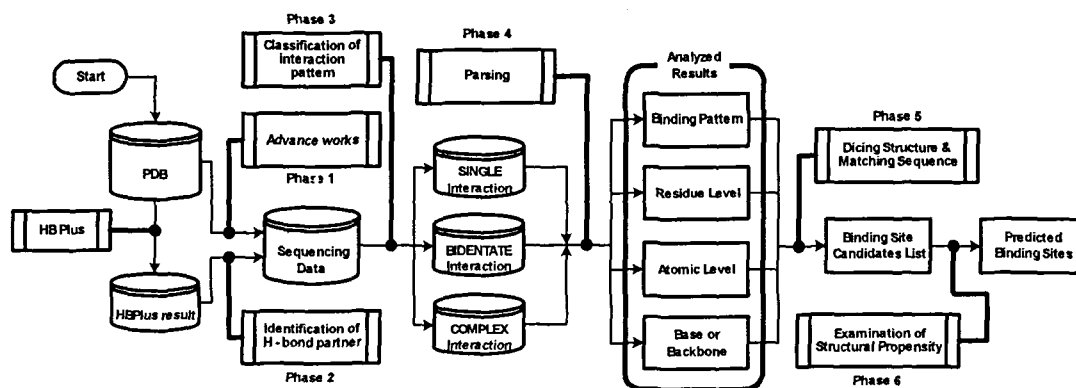 Start
PDB
HB Plus
HBPlus result
Phase 3
Classification of
Interaction
pattern
Advance works
Phase 1
Sequencing
Data
Identification of
H-bond partner
Phase 2
Phase 4
Parsing
SINGLE
Interaction
BIDENTATE
Interaction
COMPLEX
Interaction
Analyzed
Results
Binding Pattern
Residue Level
Atomic Level
Base or
Backbone
Phase 5
Dicing Structure &
Matching Sequence
Binding Site
Candidates List
Predicted
Binding Sites
Examination of
Structural Propensity
Phase 6